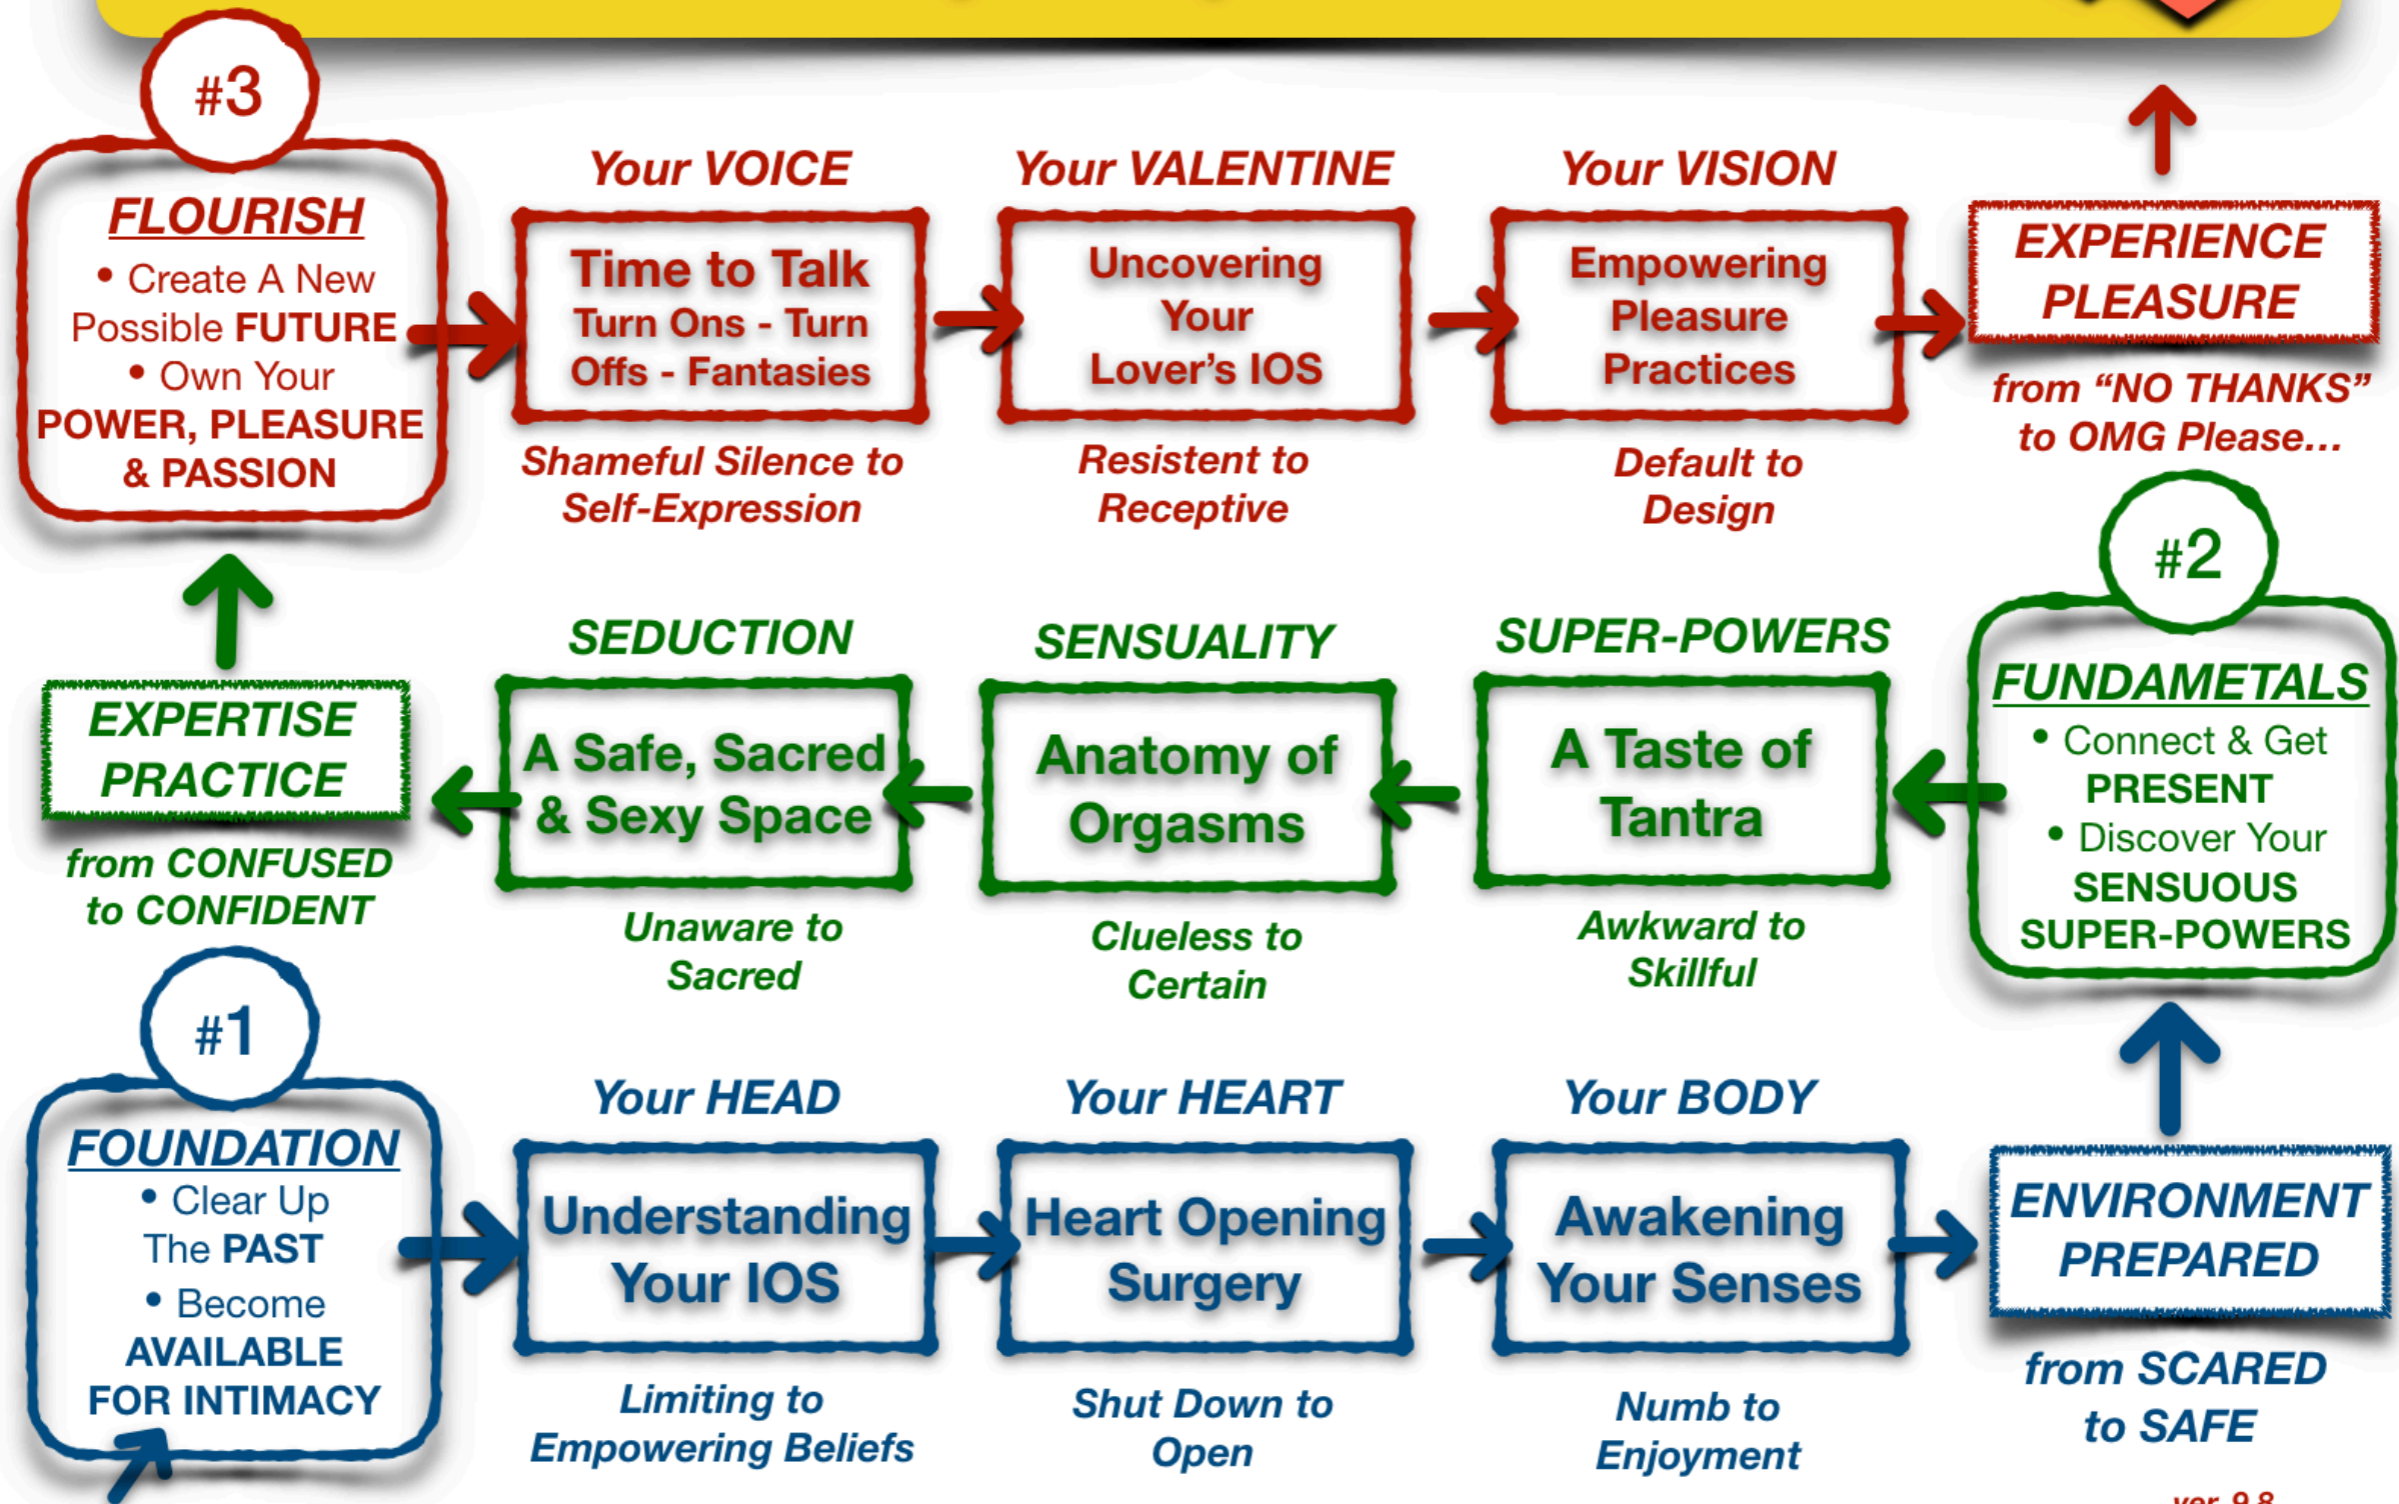 #3
FLOURISH
• Create A New
Possible FUTURE
• Own Your
POWER, PLEASURE
& PASSION
Your VOICE
Time to Talk
Turn Ons - Turn
Offs - Fantasies
Shameful Silence to
Self-Expression
Your VALENTINE
Uncovering
Your
Lover's IOS
Resistent to
Receptive
Your VISION
Empowering
Pleasure
Practices
Default to
Design
EXPERIENCE
PLEASURE
from “NO THANKS”
to OMG Please...
#2
FUNDAMETALS
• Connect & Get
PRESENT
• Discover Your
SENSUOUS
SUPER-POWERS
SUPER-POWERS
A Taste of
Tantra
Awkward to
Skillful
SENSUALITY
Anatomy of
Orgasms
Clueless to
Certain
SEDUCTION
A Safe, Sacred
& Sexy Space
Unaware to
Sacred
EXPERTISE
PRACTICE
from CONFUSED
to CONFIDENT
#1
FOUNDATION
• Clear Up
The PAST
• Become
AVAILABLE
FOR INTIMACY
Your HEAD
Understanding
Your IOS
Limiting to
Empowering Beliefs
Your HEART
Heart Opening
Surgery
Shut Down to
Open
Your BODY
Awakening
Your Senses
Numb to
Enjoyment
ENVIRONMENT
PREPARED
from SCARED
to SAFE
ver. 9.8